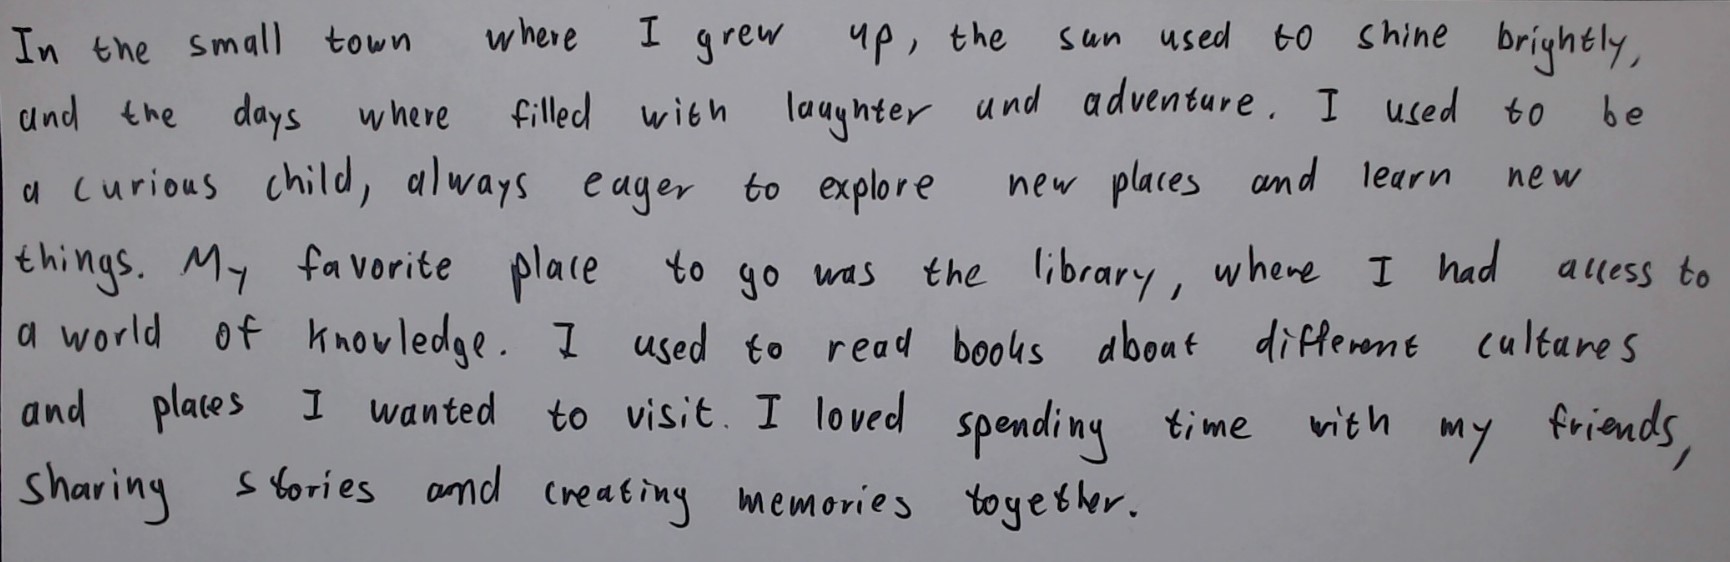 In the small town where I grew up, the sun used to shine brightly,
and the days where filled with laughter and adventure. I used to be
a curious child, always eager to explore new places and learn new
things. My favorite place to go was the library, where I had access to
a world of knowledge. I used to read books about different cultures
and places I wanted to visit. I loved spending time with my friends,
sharing stories and creating memories together.